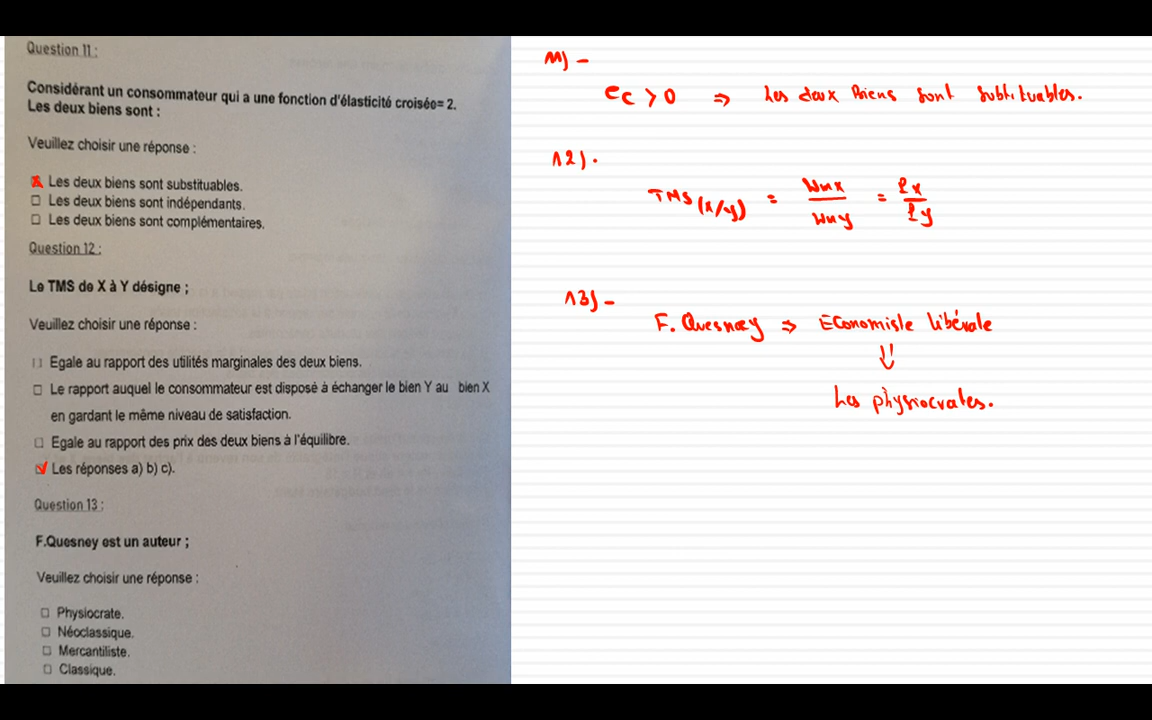 Question 11 :
Considérant un consommateur qui a une fonction d'élasticité croisée= 2.
Les deux biens sont :
Veuillez choisir une réponse :
Les deux biens sont substituables.
Les deux biens sont indépendants.
Les deux biens sont complémentaires.
Question 12 :
Le TMS de X à Y désigne ;
Veuillez choisir une réponse :
Egale au rapport des utilités marginales des deux biens.
Le rapport auquel le consommateur est disposé à échanger le bien Y au bien X
en gardant le même niveau de satisfaction.
Egale au rapport des prix des deux biens à l'équilibre.
Les réponses a) b) c).
Question 13 :
F.Quesney est un auteur ;
Veuillez choisir une réponse :
Physiocrate.
Néoclassique.
Mercantiliste.
Classique.
11) -
ec > 0 ⇒ Les deux Biens sont substituables.
12).
TMS (x/y) = Umx / Umy = Px / Py
13) -
F. Quesney ⇒ Economiste libérale
⇓
Les physiocrates.